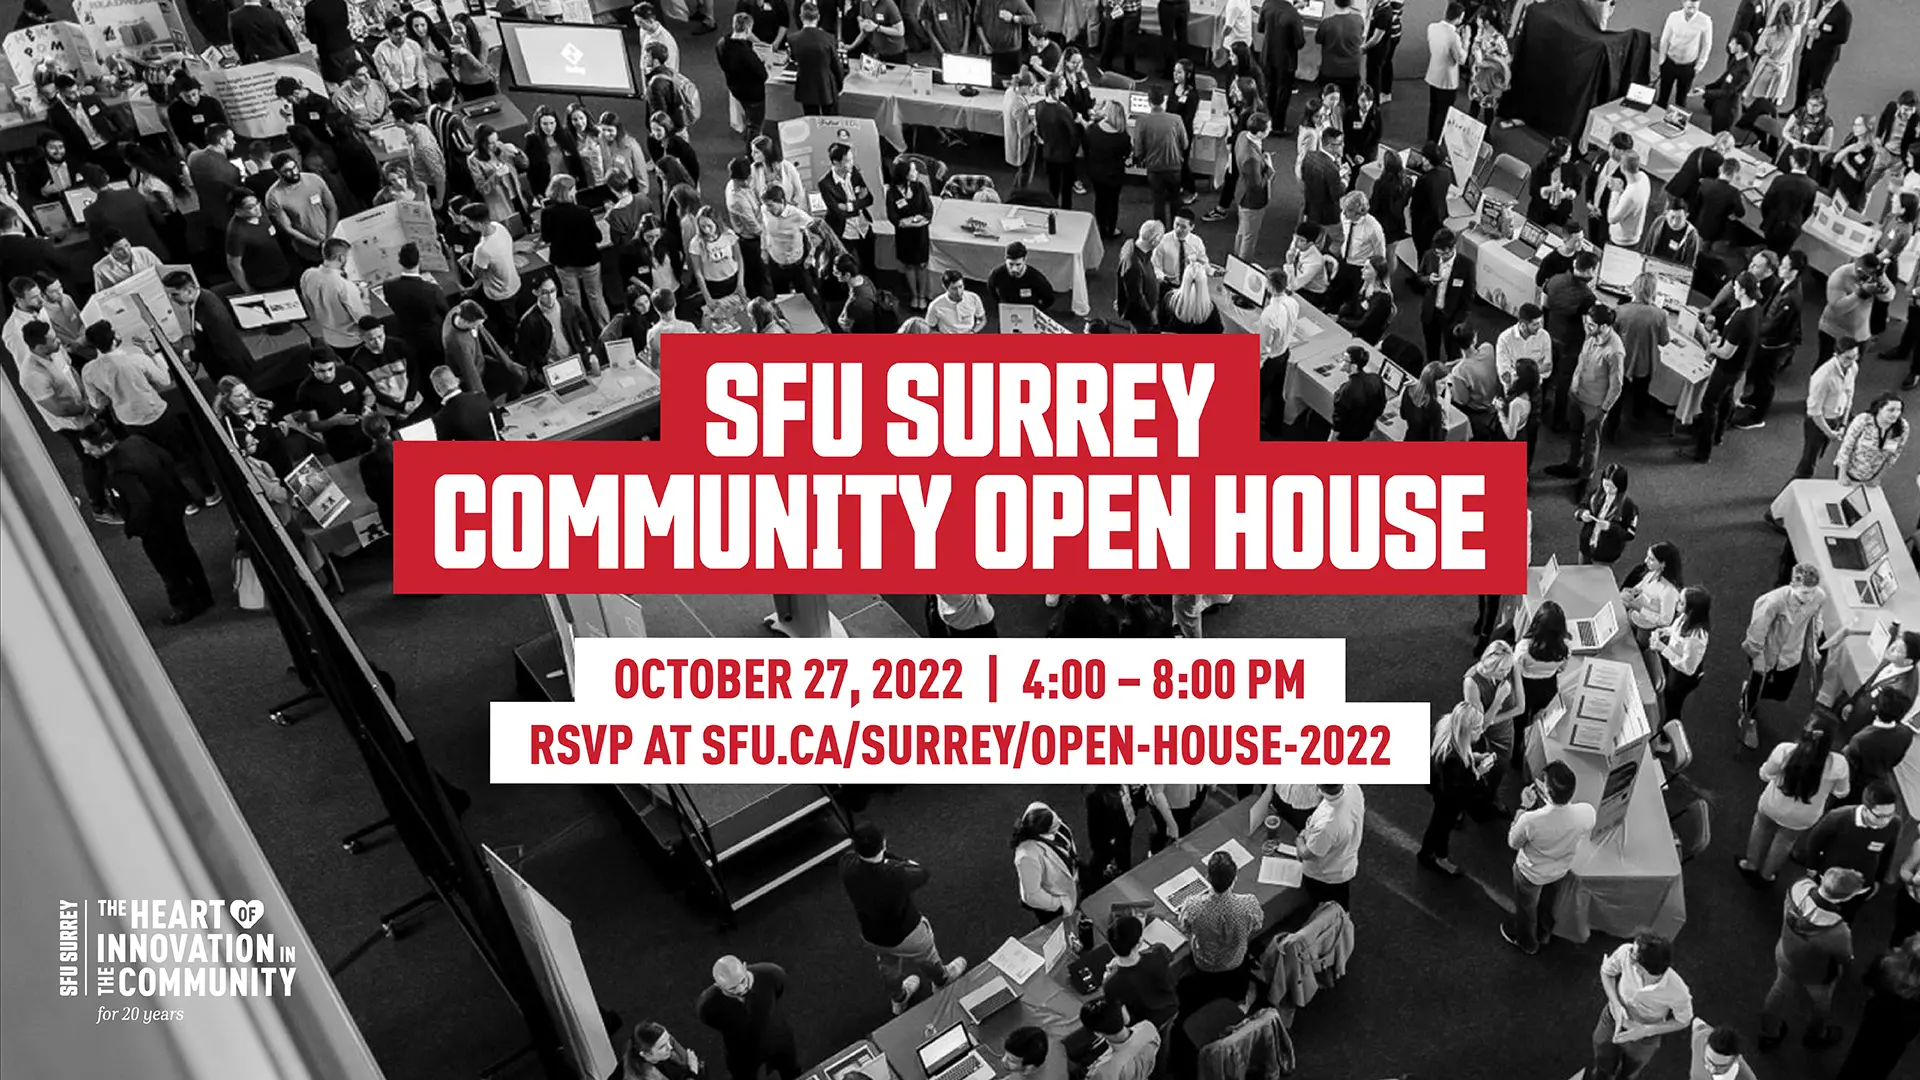 SFU SURREY
COMMUNITY OPEN HOUSE
OCTOBER 27, 2022 | 4:00 – 8:00 PM
RSVP AT SFU.CA/SURREY/OPEN-HOUSE-2022
SFU SURREY
THE HEART OF
INNOVATION IN
THE COMMUNITY
for 20 years